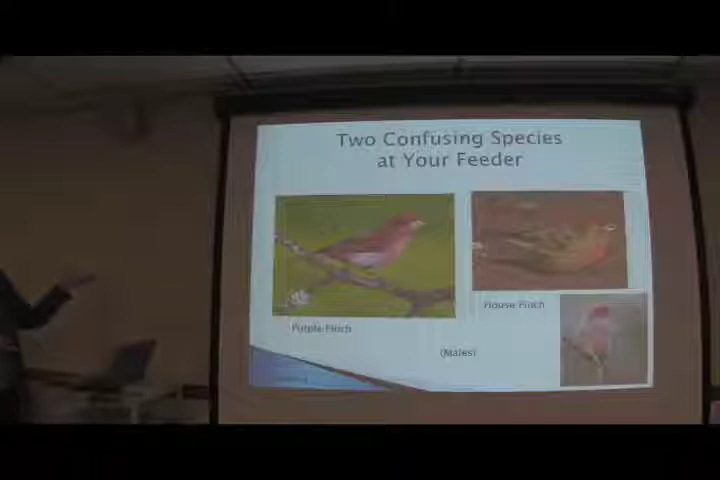 Two Confusing Species
at Your Feeder
House Finch
Purple Finch
(Males)